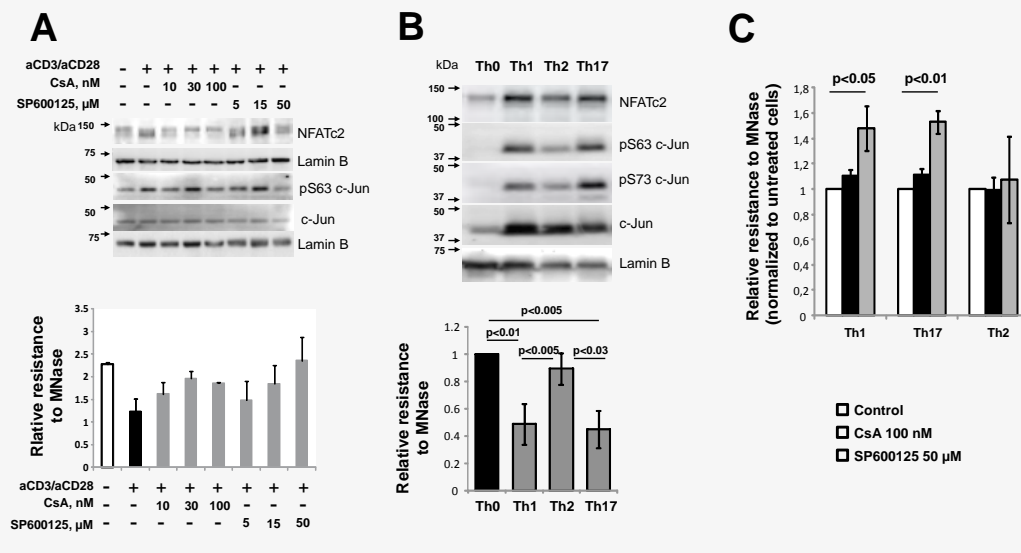 A
aCD3/aCD28 - + + + + + + +
CsA, nM - - 10 30 100 - - -
SP600125, µM - - - - - 5 15 50
kDa 150
NFATc2
75
Lamin B
50
pS63 c-Jun
50
c-Jun
75
Lamin B
Rlative resistance
to MNase
3.5
3
2.5
2
1.5
1
0.5
0
aCD3/aCD28 - + + + + + + +
CsA, nM - - 10 30 100 - - -
SP600125, µM - - - - - 5 15 50
B
kDa Th0 Th1 Th2 Th17
150
NFATc2
100
50
pS63 c-Jun
37
50
pS73 c-Jun
37
50
c-Jun
37
75
Lamin B
Relative resistance
to MNase
1.2
1
0.8
0.6
0.4
0.2
0
p<0.005
p<0.01
p<0.005
p<0.03
Th0 Th1 Th2 Th17
C
Relative resistance to MNase
(normalized to untreated cells)
p<0.05 p<0.01
1,8
1,6
1,4
1,2
1
0,8
0,6
0,4
0,2
0
Th1 Th17 Th2
Control
CsA 100 nM
SP600125 50 µM